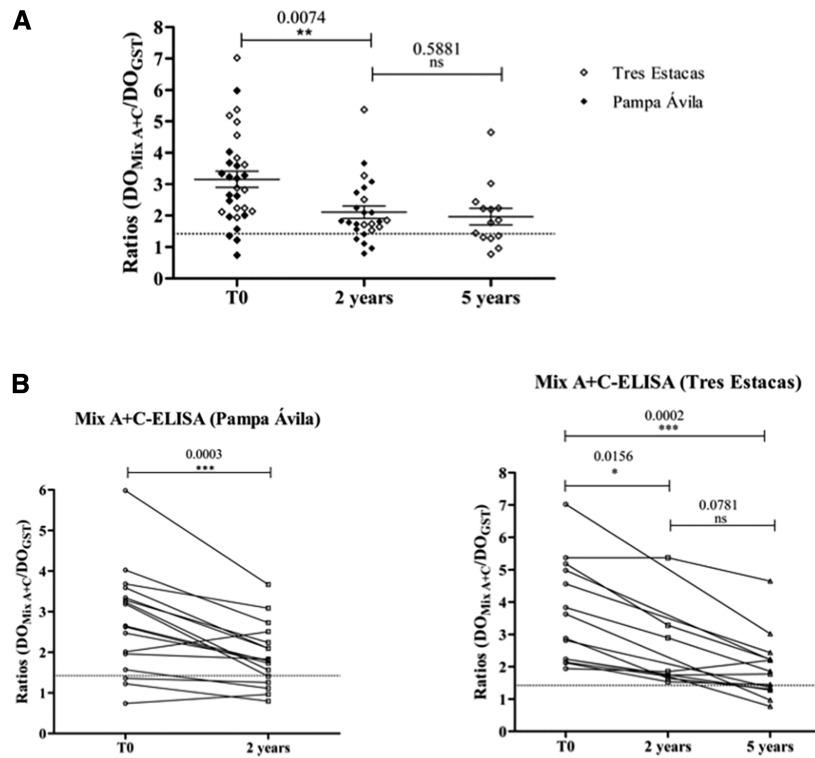 A
0.0074
**
0.5881
ns
Tres Estacas
Pampa Ávila
Ratios (DOMix A+C/DOGST)
8
7
6
5
4
3
2
1
0
T0
2 years
5 years
B
Mix A+C-ELISA (Pampa Ávila)
0.0003
***
Ratios (DOMix A+C/DOGST)
6
5
4
3
2
1
0
T0
2 years
Mix A+C-ELISA (Tres Estacas)
0.0002
***
0.0156
*
0.0781
ns
Ratios (DOMix A+C/DOGST)
8
7
6
5
4
3
2
1
0
T0
2 years
5 years